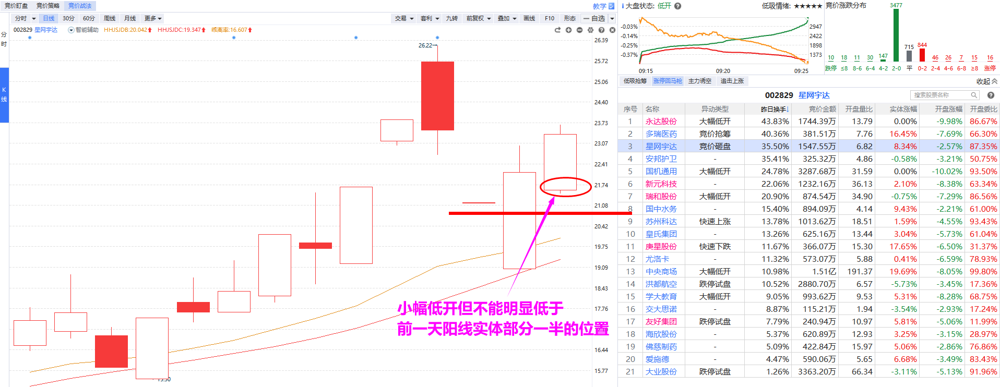 竞价盯盘 竞价策略 竞价战法 教学
分时 日线 30分 60分 周线 月线 更多 交易 套利 九转 前复权 叠加 画线 F10 形态 一 自选
002829 星网宇达 智能辅助 HHJSJDB:20.042 HHJSJDC:19.347 乖离率:16.607
分时
K线
26.39
25.72
25.06
24.40
23.73
23.07
22.41
21.74
21.08
20.42
19.75
19.09
18.43
17.76
16.44
15.77
26.22
小幅低开但不能明显低于
前一天阳线实体部分一半的位置
大盘状态: 低开 低吸情绪: ★★★★★
-0.03% 2947
-0.14% 2422
-0.25% 1898
-0.37% 1373
09:15 09:20 09:25
竞价涨跌分布
10 18 11 30 147 3477 715 844 46 26 7 15 16
跌停 ≤8 8-6 6-4 4-2 2-0 平 0-2 2-4 4-6 6-8 ≥8 涨停
低吸抢筹 涨停回马枪 主力诱空 追击上涨 收起
002829 星网宇达 搜索股票名称
序号 名称 异动类型 昨日换手↓ 竞价金额 开盘量比 实体涨幅 开盘涨幅 开盘委比
1 永达股份 大幅低开 43.83% 1744.39万 13.79 0.00% -9.98% 86.67%
2 多瑞医药 竞价抢筹 40.36% 381.51万 7.76 16.45% -7.69% 66.30%
3 星网宇达 竞价砸盘 35.50% 1547.55万 6.82 8.34% -2.57% 87.35%
4 安邦护卫 - 35.41% 325.32万 4.86 -0.58% -3.21% 50.75%
5 国机通用 大幅低开 24.78% 3287.68万 31.59 0.00% -10.02% 93.50%
6 新元科技 - 22.06% 1232.16万 36.13 2.10% -8.38% 63.34%
7 瑞和股份 大幅低开 20.90% 874.54万 34.90 -0.75% -7.29% 86.56%
8 国中水务 - 15.40% 894.09万 4.14 9.43% -2.21% 61.00%
9 苏州科达 快速上涨 13.78% 1013.62万 18.51 1.59% -4.55% 93.43%
10 皇氏集团 - 13.26% 625.16万 13.44 3.04% -5.73% 61.04%
11 庚星股份 快速下跌 11.67% 366.07万 15.30 17.65% -6.50% 31.37%
12 尤洛卡 - 11.32% 573.07万 5.88 0.41% -6.59% 78.93%
13 中央商场 大幅低开 10.98% 1.51亿 191.37 19.69% -8.05% 99.80%
14 洪都航空 跌停试盘 10.52% 2880.70万 6.57 -5.73% -3.45% 17.36%
15 学大教育 大幅低开 9.05% 993.62万 9.53 5.31% -8.28% 68.75%
16 交大思诺 - 8.87% 115.21万 1.94 -3.54% -2.93% 17.24%
17 友好集团 跌停试盘 7.79% 240.94万 10.97 5.81% -5.06% 11.99%
18 海欣股份 - 5.37% 620.89万 12.93 3.25% -3.15% 28.97%
19 佛慈制药 - 5.09% 422.84万 15.97 5.06% -2.86% 76.86%
20 爱施德 - 4.47% 590.06万 5.65 6.68% -3.49% 83.43%
21 大业股份 跌停试盘 1.26% 3363.20万 66.34 -3.11% -5.13% 91.96%